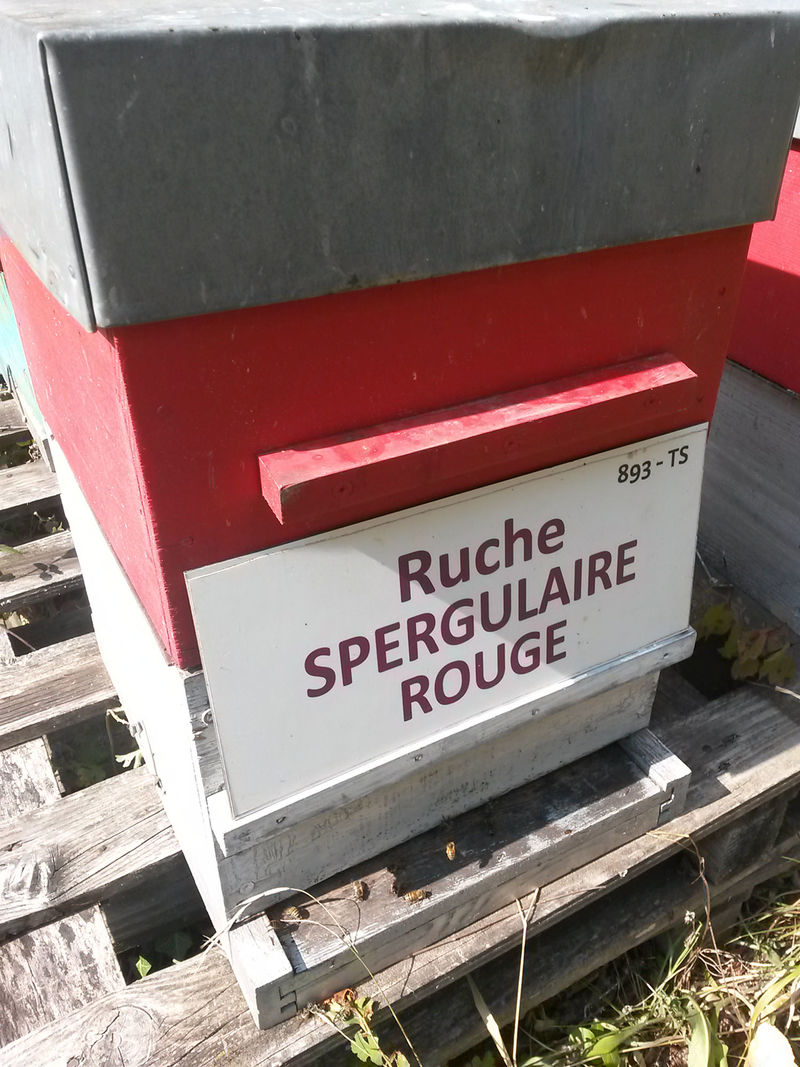 893 - TS
Ruche
SPERGULAIRE
ROUGE